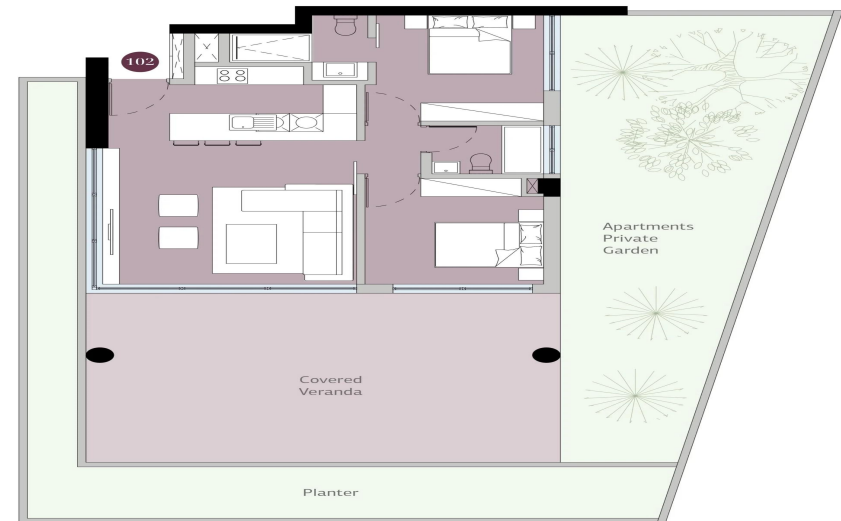 102
Apartments
Private
Garden
Covered
Veranda
Planter